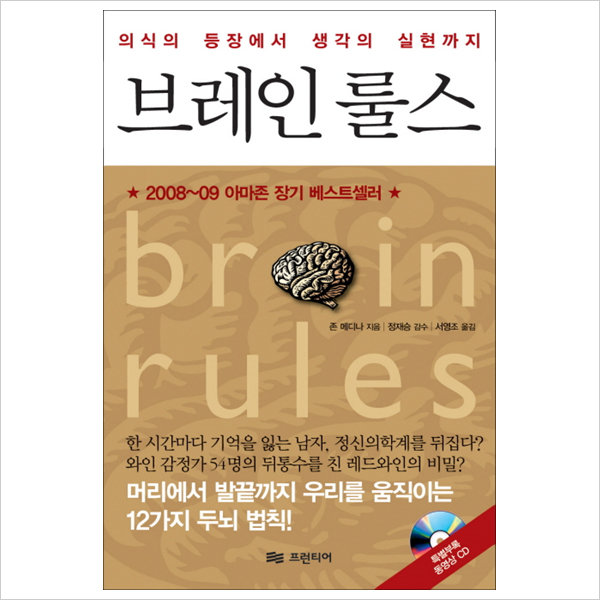 의식의 등장에서 생각의 실현까지
브레인 룰스
★ 2008~09 아마존 장기 베스트셀러 ★
br in
존 메디나 지음 | 정재승 감수 | 서영조 옮김
rules
한 시간마다 기억을 잃는 남자, 정신의학계를 뒤집다?
와인 감정가 54명의 뒤통수를 친 레드와인의 비밀?
머리에서 발끝까지 우리를 움직이는
12가지 두뇌 법칙!
특별부록
동영상 CD
프런티어